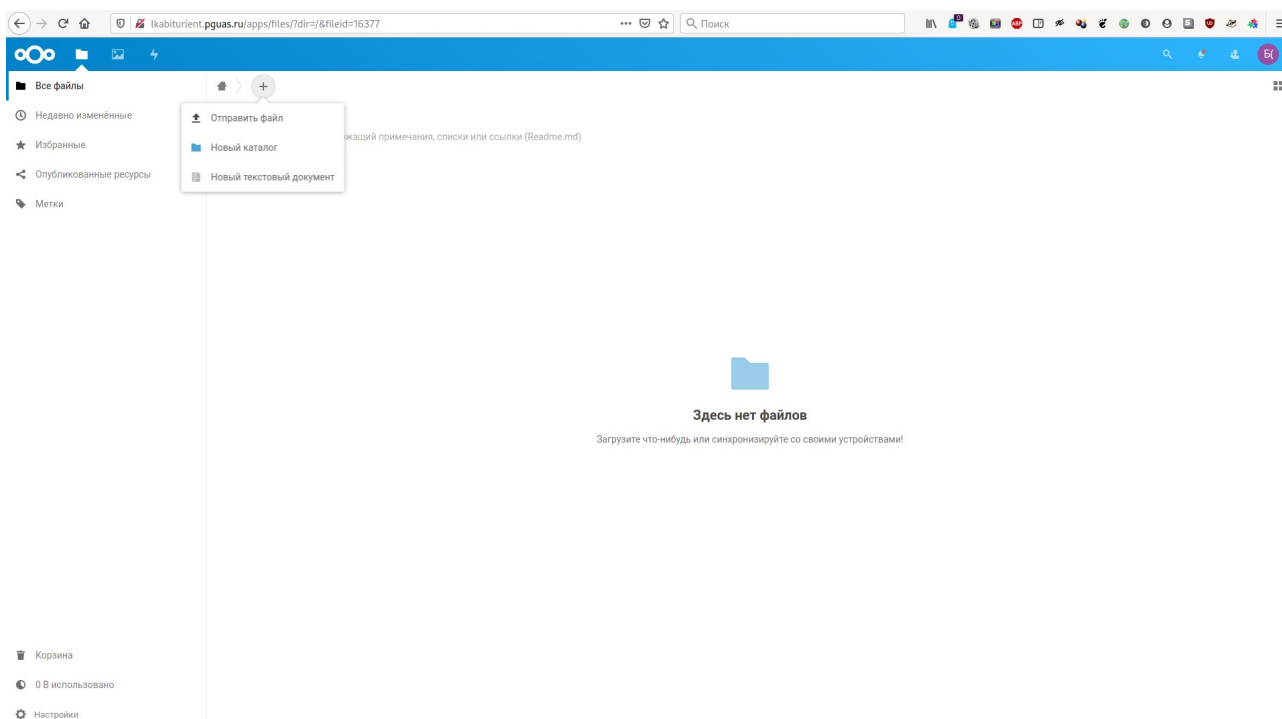 lkabiturient.pguas.ru/apps/files/?dir=/&fileid=16377
Поиск
0
ABP
Б(
Все файлы
Недавно изменённые
Избранные
Опубликованные ресурсы
Метки
Отправить файл
Новый каталог
Новый текстовый документ
жащий примечания, списки или ссылки (Readme.md)
Здесь нет файлов
Загрузите что-нибудь или синхронизируйте со своими устройствами!
Корзина
0 B использовано
Настройки